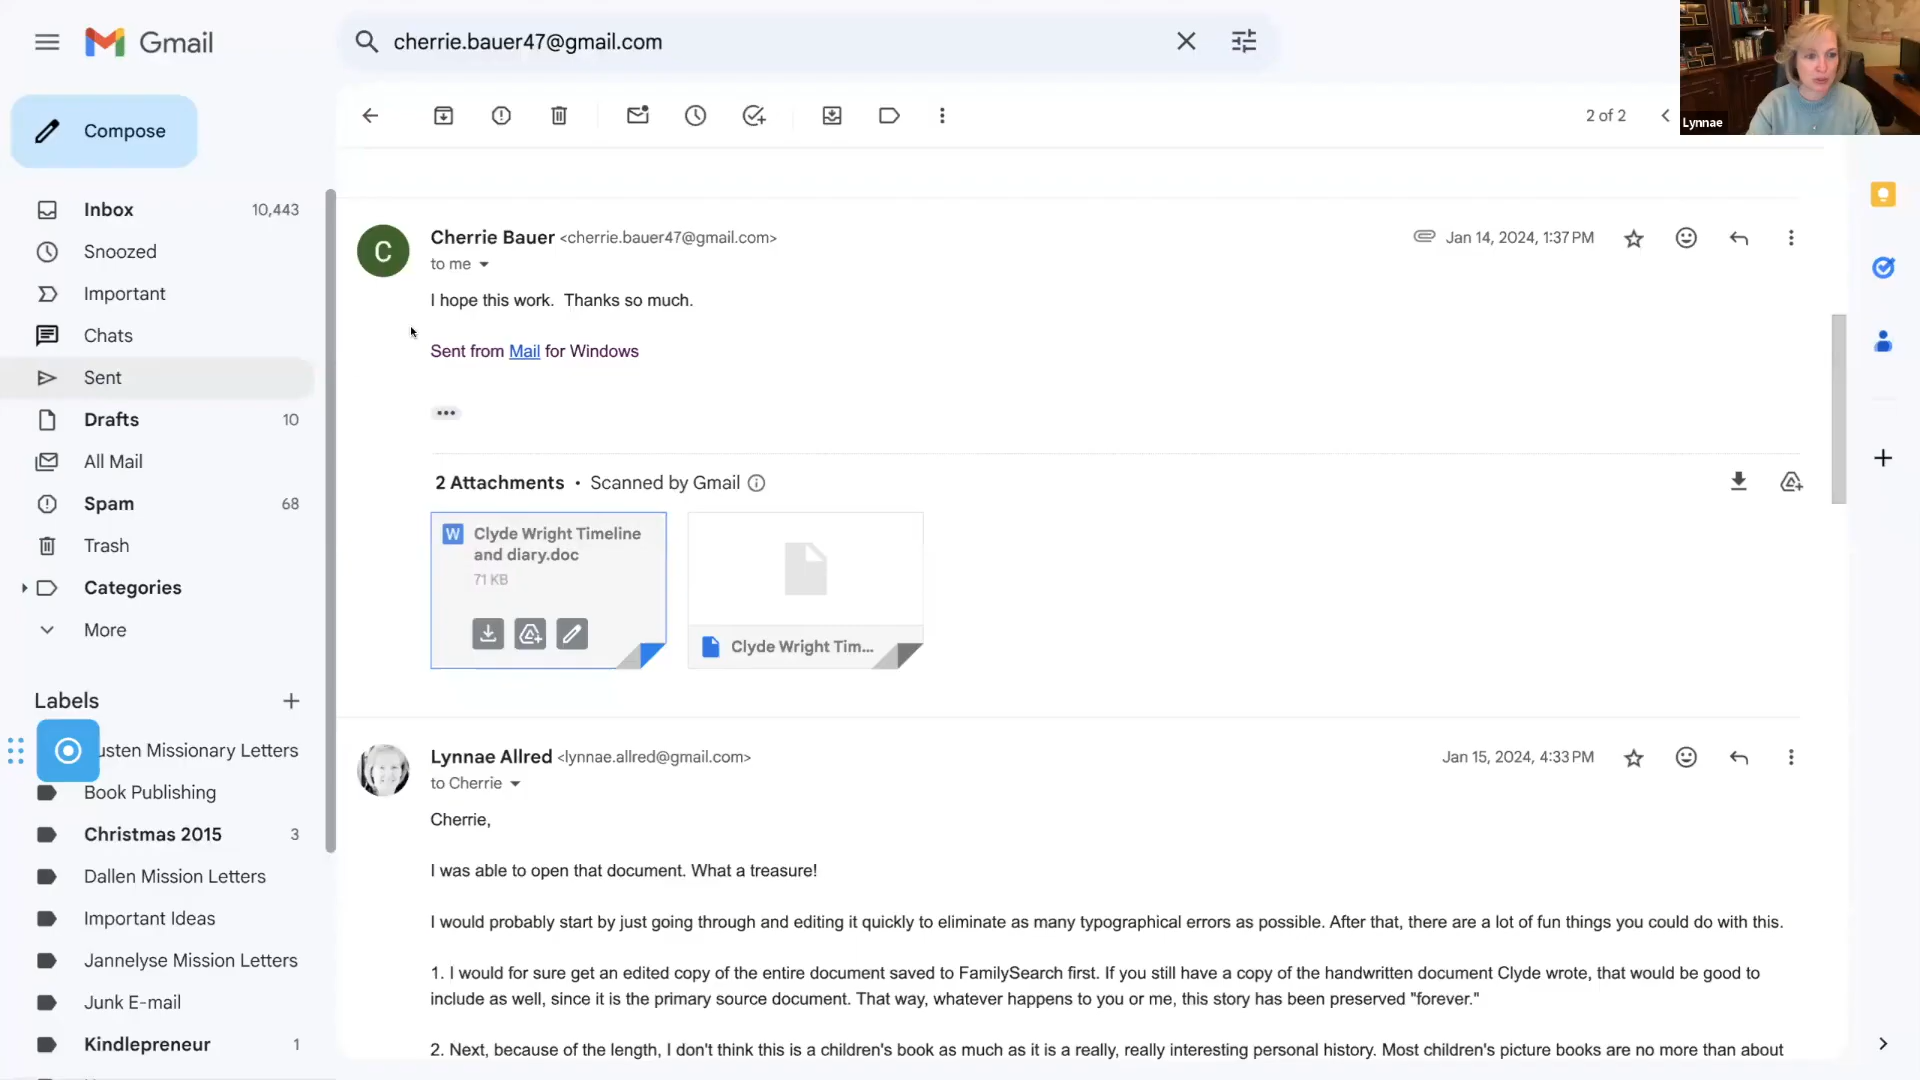 Gmail
cherrie.bauer47@gmail.com
Lynnae
Compose
2 of 2
Inbox 10,443
Snoozed
Important
Chats
Sent
Drafts 10
All Mail
Spam 68
Trash
Categories
More
Labels
usten Missionary Letters
Book Publishing
Christmas 2015 3
Dallen Mission Letters
Important Ideas
Jannelyse Mission Letters
Junk E-mail
Kindlepreneur 1
C
Cherrie Bauer <cherrie.bauer47@gmail.com>
Jan 14, 2024, 1:37 PM
to me
I hope this work.  Thanks so much.
Sent from Mail for Windows
2 Attachments • Scanned by Gmail
W Clyde Wright Timeline
and diary.doc
71 KB
Clyde Wright Tim...
Lynnae Allred <lynnae.allred@gmail.com>
Jan 15, 2024, 4:33 PM
to Cherrie
Cherrie,
I was able to open that document. What a treasure!
I would probably start by just going through and editing it quickly to eliminate as many typographical errors as possible. After that, there are a lot of fun things you could do with this.
1. I would for sure get an edited copy of the entire document saved to FamilySearch first. If you still have a copy of the handwritten document Clyde wrote, that would be good to
include as well, since it is the primary source document. That way, whatever happens to you or me, this story has been preserved "forever."
2. Next, because of the length, I don't think this is a children's book as much as it is a really, really interesting personal history. Most children's picture books are no more than about